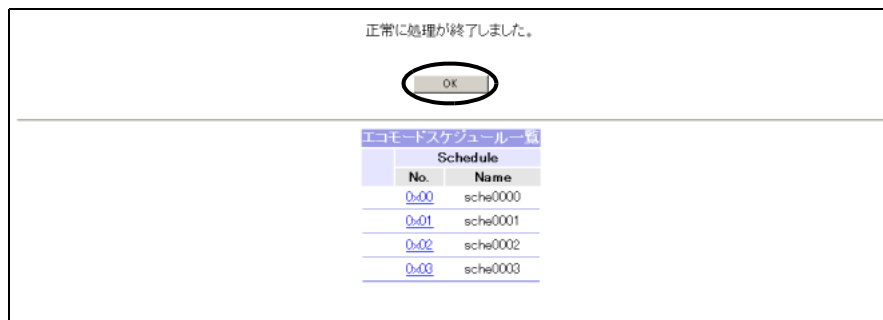 正常に処理が終了しました。
OK
エコモードスケジュール一覧
Schedule
No. Name
0x00 sche0000
0x01 sche0001
0x02 sche0002
0x03 sche0003